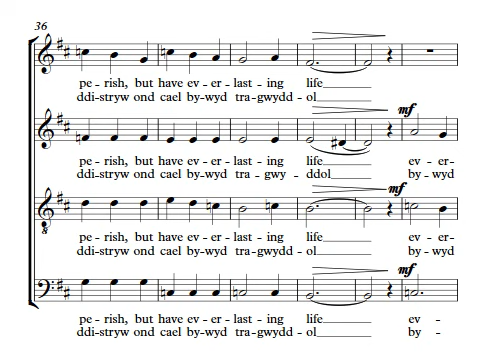 36
pe - rish, but have ev - er - last - ing life
ddi-stryw ond cael by-wyd tra-gwydd - ol
mf
pe - rish, but have ev - er - last - ing life ev - er-
ddi-stryw ond cael by-wyd tra-gwy - ddol by - wyd
mf
8
pe - rish, but have ev - er - last - ing life ev - er-
ddi-stryw ond cael by-wyd tra-gwydd - ol by - wyd
mf
pe - rish, but have ev - er - last - ing life ev -
ddi-stryw ond cael by-wyd tra-gwydd - ol by -